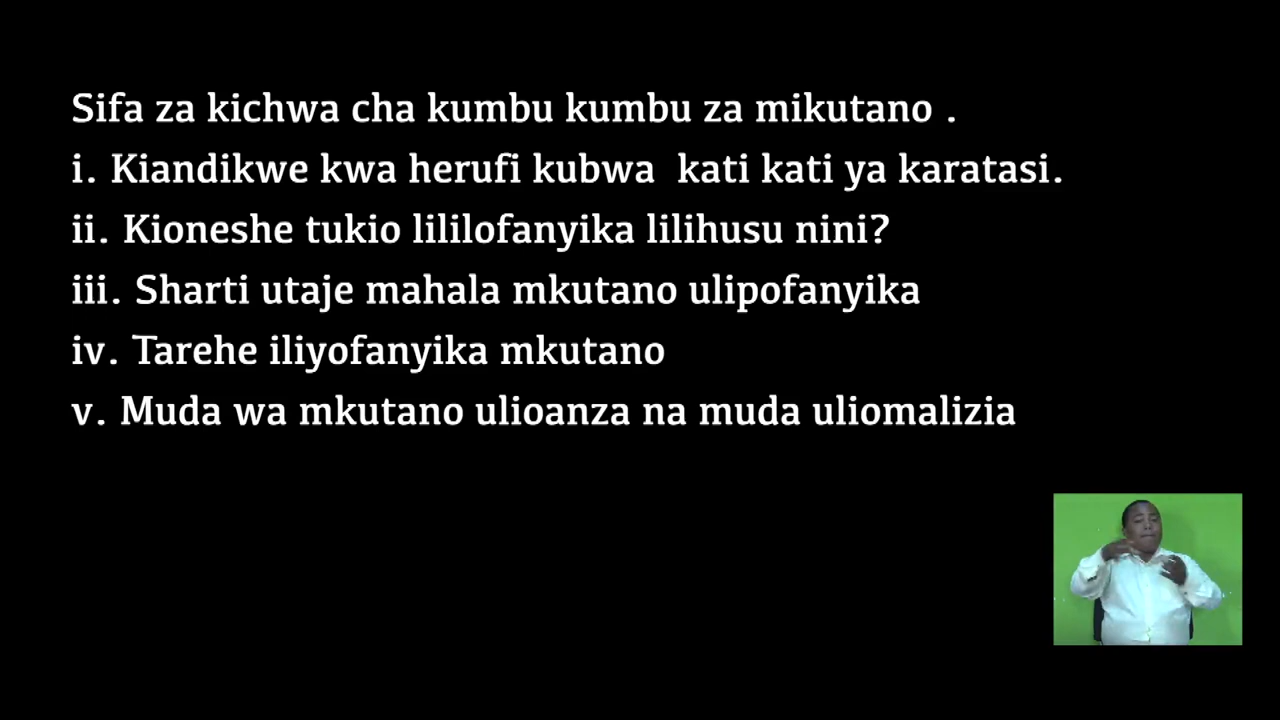 Sifa za kichwa cha kumbu kumbu za mikutano .
i. Kiandikwe kwa herufi kubwa  kati kati ya karatasi.
ii. Kioneshe tukio lililofanyika lilihusu nini?
iii. Sharti utaje mahala mkutano ulipofanyika
iv. Tarehe iliyofanyika mkutano
v. Muda wa mkutano ulioanza na muda uliomalizia